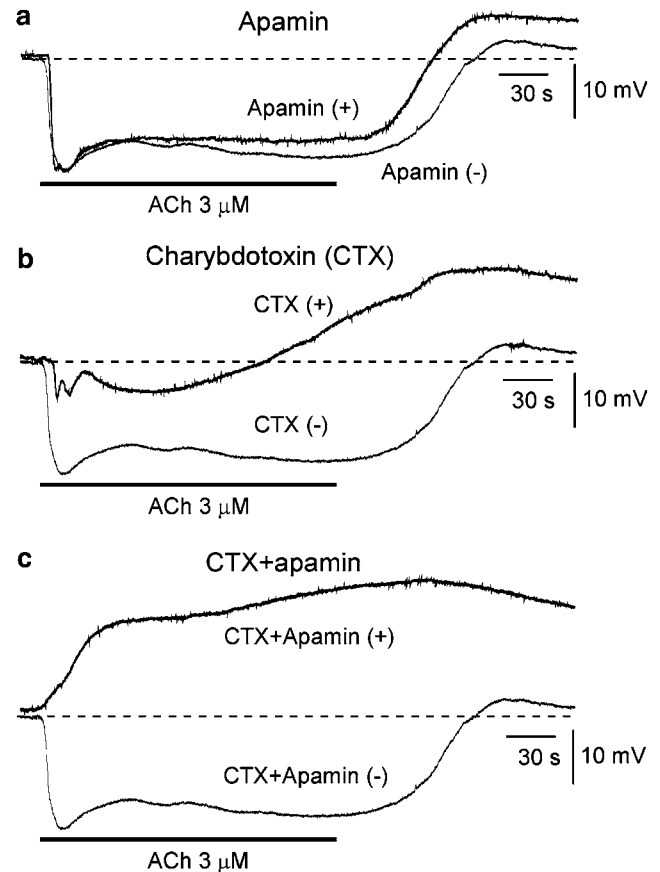 a
Apamin
Apamin (+)
30 s
10 mV
Apamin (-)
ACh 3 μM
b
Charybdotoxin (CTX)
CTX (+)
30 s
10 mV
CTX (-)
ACh 3 μM
c
CTX+apamin
CTX+Apamin (+)
30 s
10 mV
CTX+Apamin (-)
ACh 3 μM